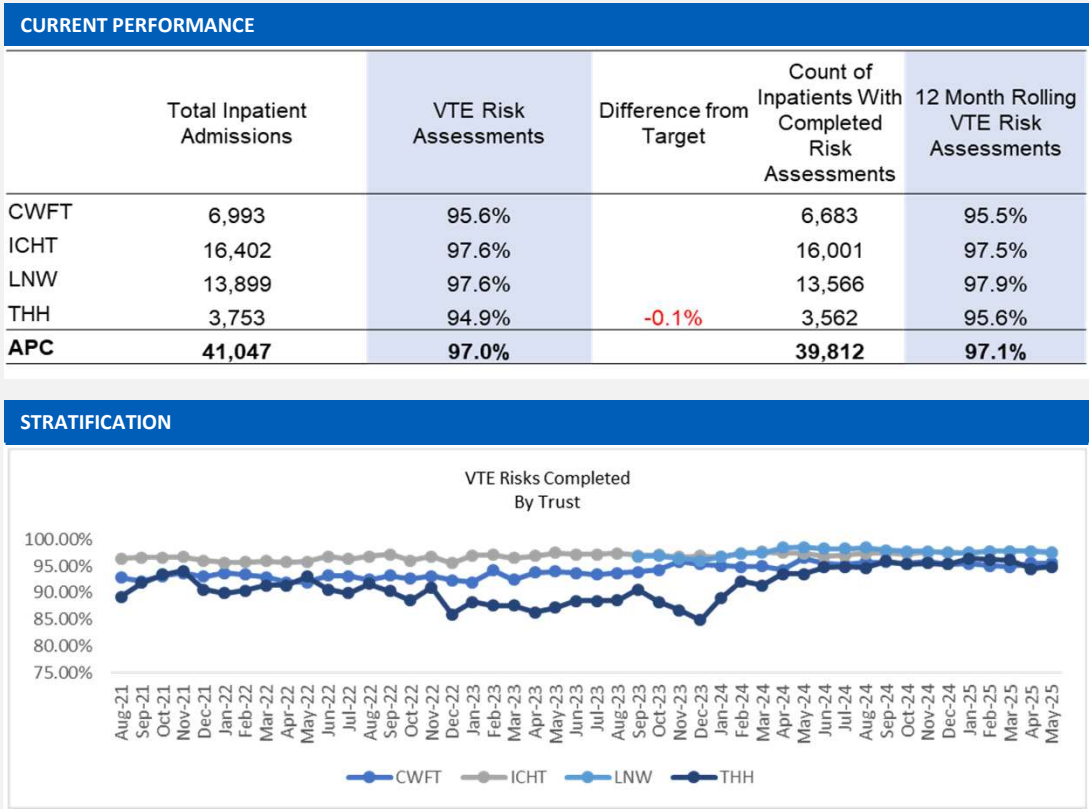 CURRENT PERFORMANCE
Total Inpatient Admissions
VTE Risk Assessments
Difference from Target
Count of Inpatients With Completed Risk Assessments
12 Month Rolling VTE Risk Assessments
CWFT 6,993 95.6% 6,683 95.5%
ICHT 16,402 97.6% 16,001 97.5%
LNW 13,899 97.6% 13,566 97.9%
THH 3,753 94.9% -0.1% 3,562 95.6%
APC 41,047 97.0% 39,812 97.1%
STRATIFICATION
VTE Risks Completed
By Trust
100.00%
95.00%
90.00%
85.00%
80.00%
75.00%
Aug-21
Sep-21
Oct-21
Nov-21
Dec-21
Jan-22
Feb-22
Mar-22
Apr-22
May-22
Jun-22
Jul-22
Aug-22
Sep-22
Oct-22
Nov-22
Dec-22
Jan-23
Feb-23
Mar-23
Apr-23
May-23
Jun-23
Jul-23
Aug-23
Sep-23
Oct-23
Nov-23
Dec-23
Jan-24
Feb-24
Mar-24
Apr-24
May-24
Jun-24
Jul-24
Aug-24
Sep-24
Oct-24
Nov-24
Dec-24
Jan-25
Feb-25
Mar-25
Apr-25
May-25
CWFT ICHT LNW THH